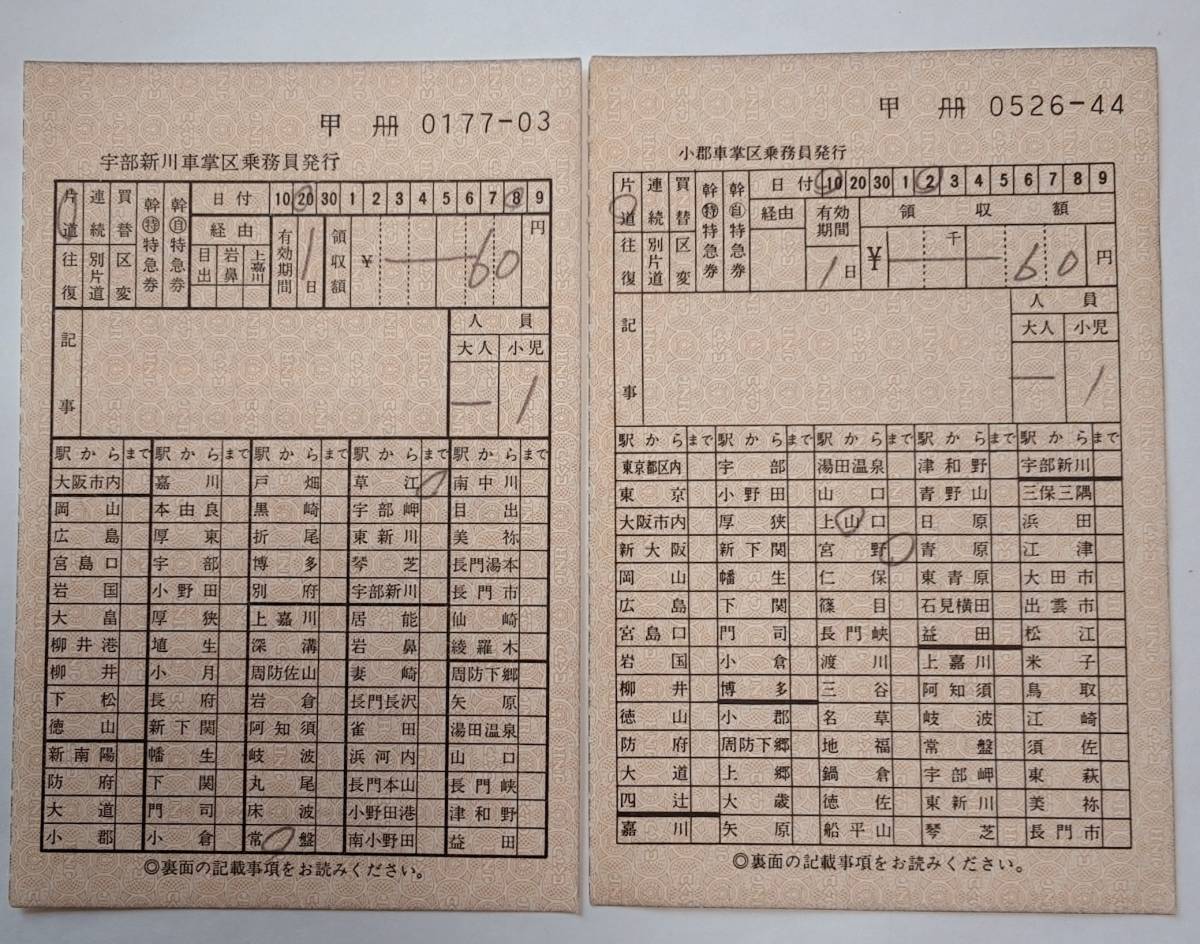 甲 冊 0177-03
宇部新川車掌区乗務員発行
片道 連続 買替 幹特特急券 幹自特急券 日付 10 20 30 1 2 3 4 5 6 7 8 9
往復 別片道 区変 経由 目出 岩鼻 上嘉川 有効期間 1日 領収額 ¥ 60 円
記事 人員
大人 小児
— 1
駅から まで 駅から まで 駅から まで 駅から まで 駅から まで
大阪市内 嘉川 戸畑 草江 南中川
岡山 本由良 黒崎 宇部岬 目出
広島 厚東 折尾 東新川 美祢
宮島口 宇部 博多 琴芝 長門湯本
岩国 小野田 別府 宇部新川 長門市
大畠 厚狭 上嘉川 居能 仙崎
柳井港 埴生 深溝 岩鼻 綾羅木
柳井 小月 周防佐山 妻崎 周防下郷
下松 長府 岩倉 長門長沢 矢原
徳山 新下関 阿知須 雀田 湯田温泉
新南陽 幡生 岐波 浜河内 山口
防府 下関 丸尾 長門本山 長門峡
大道 門司 床波 小野田港 津和野
小郡 小倉 常盤 南小野田 益田
◎裏面の記載事項をお読みください。
甲 冊 0526-44
小郡車掌区乗務員発行
片道 連続 買替 幹特特急券 幹自特急券 日付 10 20 30 1 2 3 4 5 6 7 8 9
往復 別片道 区変 経由 有効期間 1日 領収額 ¥ 千 60 円
記事 人員
大人 小児
— 1
駅から まで 駅から まで 駅から まで 駅から まで 駅から まで
東京都区内 宇部 湯田温泉 津和野 宇部新川
東京 小野田 山口 青野山 三保三隅
大阪市内 厚狭 上山口 日原 浜田
新大阪 新下関 宮野 青原 江津
岡山 幡生 仁保 東青原 大田市
広島 下関 篠目 石見横田 出雲市
宮島口 門司 長門峡 益田 松江
岩国 小倉 渡川 上嘉川 米子
柳井 博多 三谷 阿知須 鳥取
徳山 小郡 名草 岐波 江崎
防府 周防下郷 地福 常盤 須佐
大道 上郷 鍋倉 宇部岬 東萩
四辻 大歳 徳佐 東新川 美祢
嘉川 矢原 船平山 琴芝 長門市
◎裏面の記載事項をお読みください。